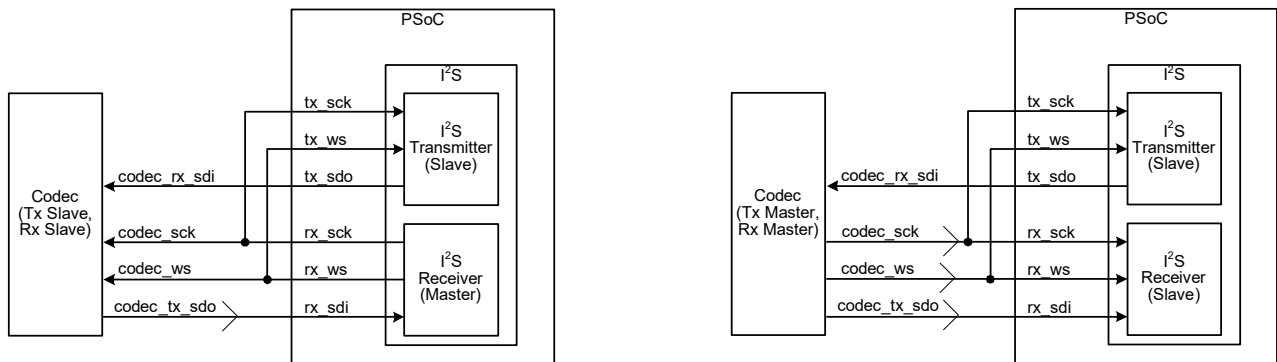 PSoC
I²S
tx_sck
I²S
Transmitter
(Slave)
tx_ws
codec_rx_sdi
tx_sdo
Codec
(Tx Slave,
Rx Slave)
codec_sck
rx_sck
I²S
Receiver
(Master)
codec_ws
rx_ws
codec_tx_sdo
rx_sdi
PSoC
I²S
tx_sck
I²S
Transmitter
(Slave)
tx_ws
codec_rx_sdi
tx_sdo
Codec
(Tx Master,
Rx Master)
codec_sck
rx_sck
I²S
Receiver
(Slave)
codec_ws
rx_ws
codec_tx_sdo
rx_sdi